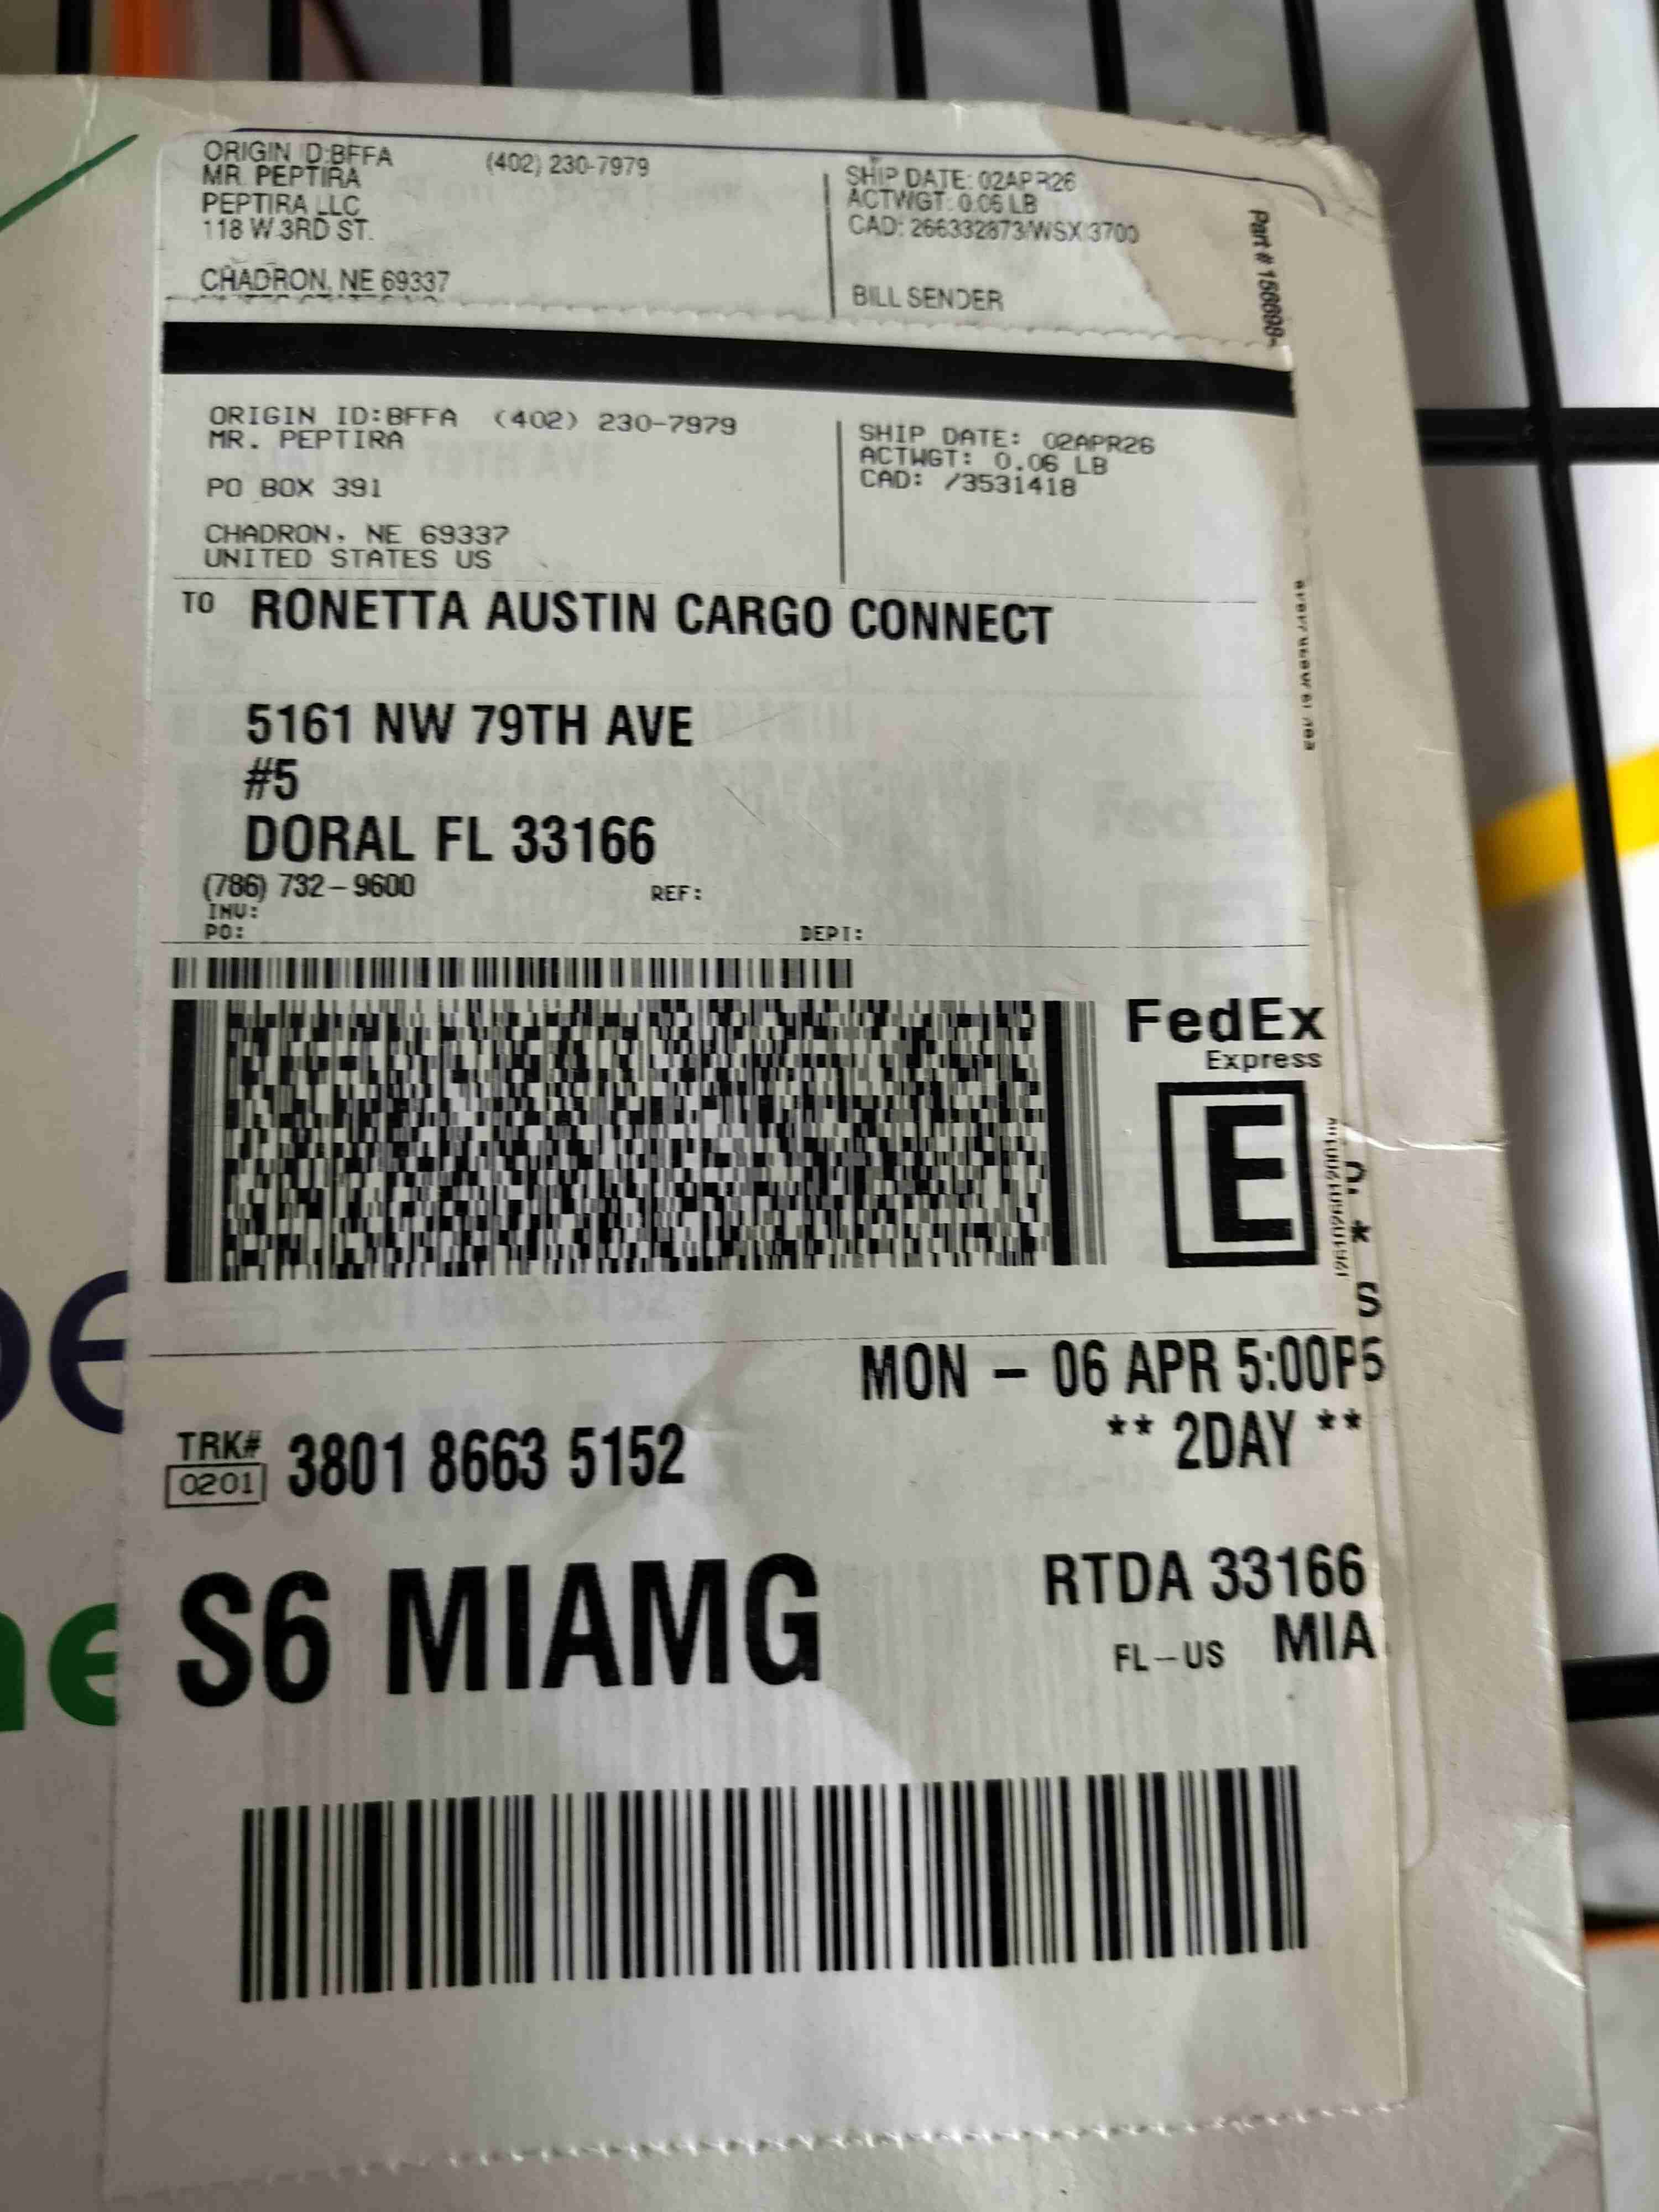 ORIGIN ID:BFFA (402) 230-7979
MR. PEPTIRA
PEPTIRA LLC
118 W 3RD ST.
CHADRON, NE 69337
SHIP DATE: 02APR26
ACTWGT: 0.06 LB
CAD: 266332873/WSXI3700
BILL SENDER
Part # 156698-
ORIGIN ID:BFFA (402) 230-7979
MR. PEPTIRA
PO BOX 391
CHADRON, NE 69337
UNITED STATES US
SHIP DATE: 02APR26
ACTWGT: 0.06 LB
CAD: /3531418
TO RONETTA AUSTIN CARGO CONNECT
5161 NW 79TH AVE
#5
DORAL FL 33166
(786) 732-9600 REF:
INV:
PO: DEPT:
FedEx
Express
E
MON - 06 APR 5:00P
** 2DAY **
TRK# 3801 8663 5152
0201
S6 MIAMG
RTDA 33166
FL-US MIA